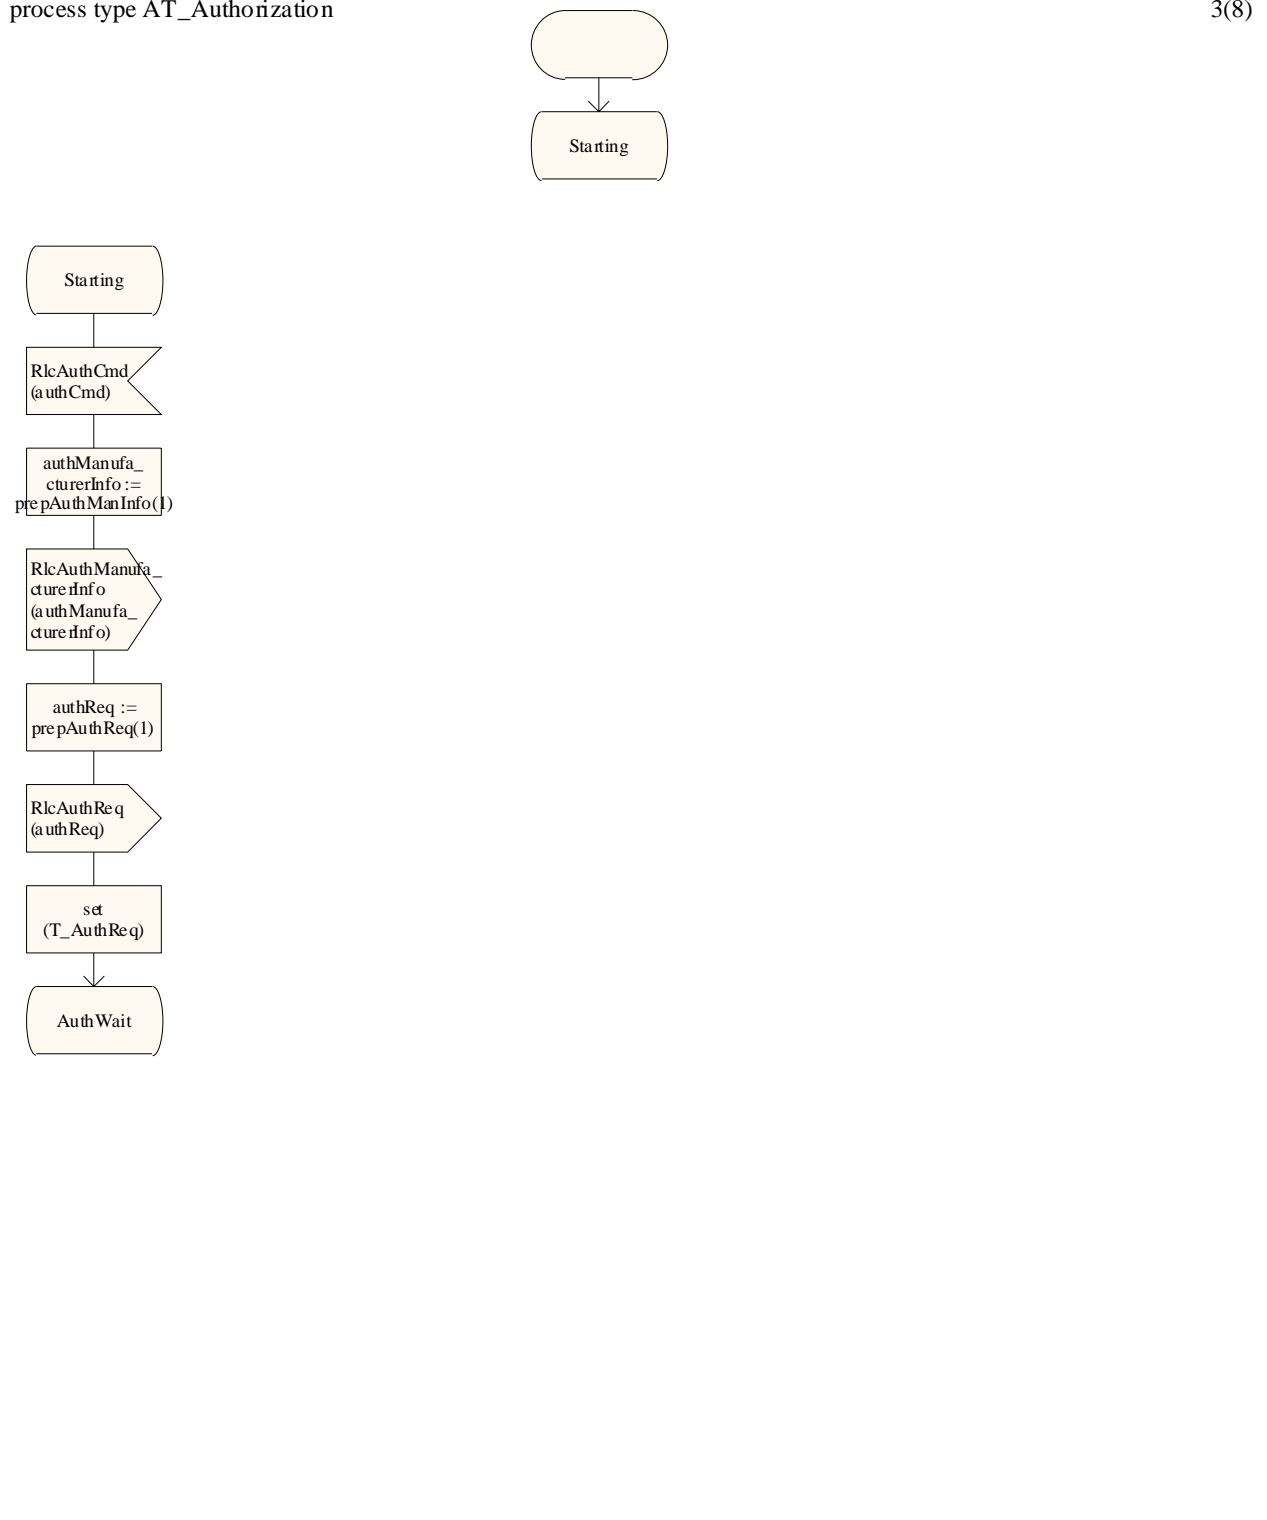 process type AT_Authorization
3(8)
Starting
Starting
RlcAuthCmd
(authCmd)
authManufa_
cturerInfo :=
prepAuthManInfo(1)
RlcAuthManufa_
cturerInfo
(authManufa_
cturerInfo)
authReq :=
prepAuthReq(1)
RlcAuthReq
(authReq)
set
(T_AuthReq)
AuthWait